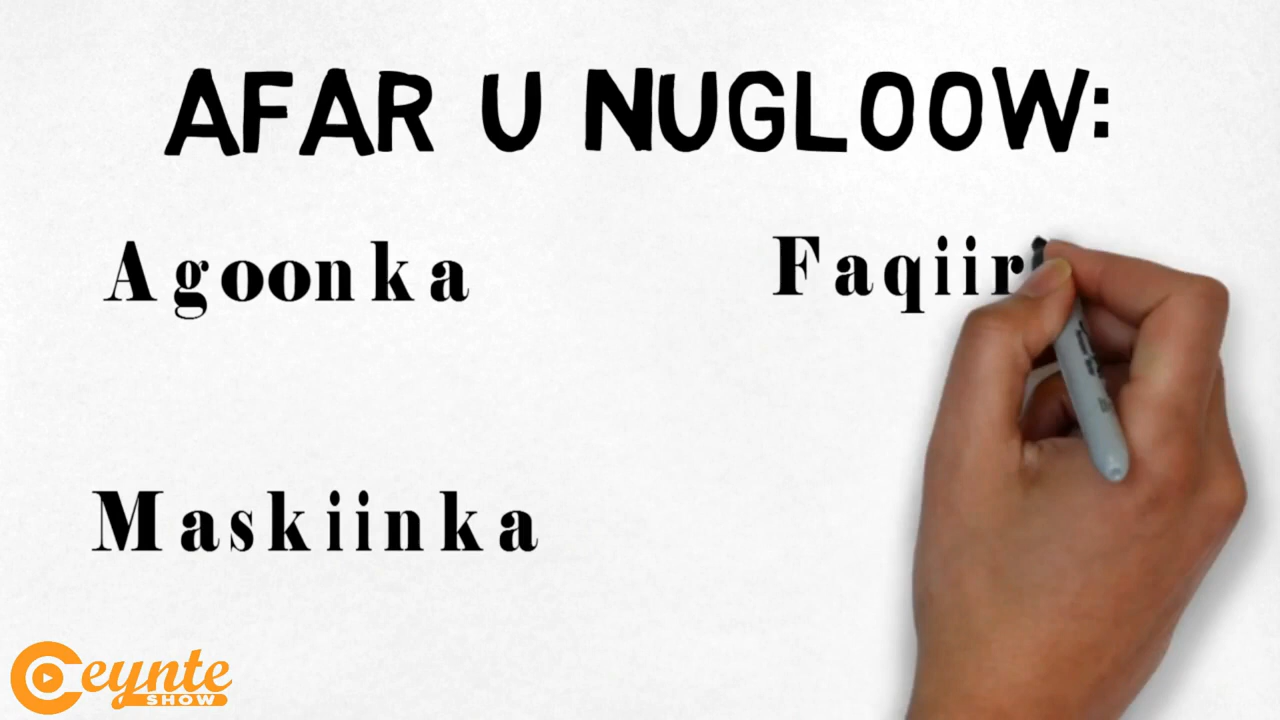 AFAR U NUGLOOW:
Agoonka
Faqiir
Maskiinka
Ceynte
SHOW